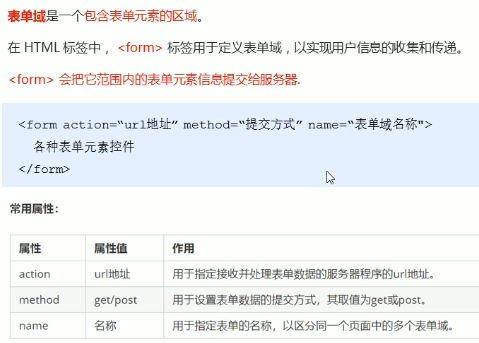 表单域是一个包含表单元素的区域。
在 HTML 标签中， <form> 标签用于定义表单域，以实现用户信息的收集和传递。
<form> 会把它范围内的表单元素信息提交给服务器.
<form action=“url地址” method=“提交方式” name=“表单域名称">
各种表单元素控件
</form>
常用属性：
属性 属性值 作用
action url地址 用于指定接收并处理表单数据的服务器程序的url地址。
method get/post 用于设置表单数据的提交方式，其取值为get或post。
name 名称 用于指定表单的名称，以区分同一个页面中的多个表单域。